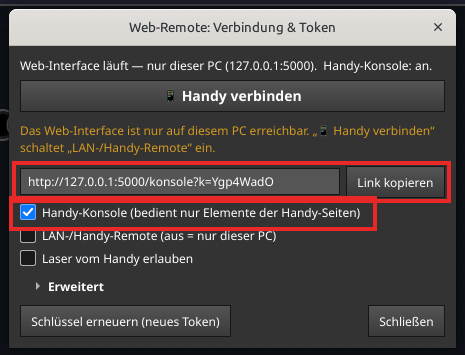 Web-Remote: Verbindung & Token
Web-Interface läuft — nur dieser PC (127.0.0.1:5000). Handy-Konsole: an.
📱 Handy verbinden
Das Web-Interface ist nur auf diesem PC erreichbar. „📱 Handy verbinden“
schaltet „LAN-/Handy-Remote“ ein.
http://127.0.0.1:5000/konsole?k=Ygp4WadO
Link kopieren
Handy-Konsole (bedient nur Elemente der Handy-Seiten)
LAN-/Handy-Remote (aus = nur dieser PC)
Laser vom Handy erlauben
Erweitert
Schlüssel erneuern (neues Token)
Schließen